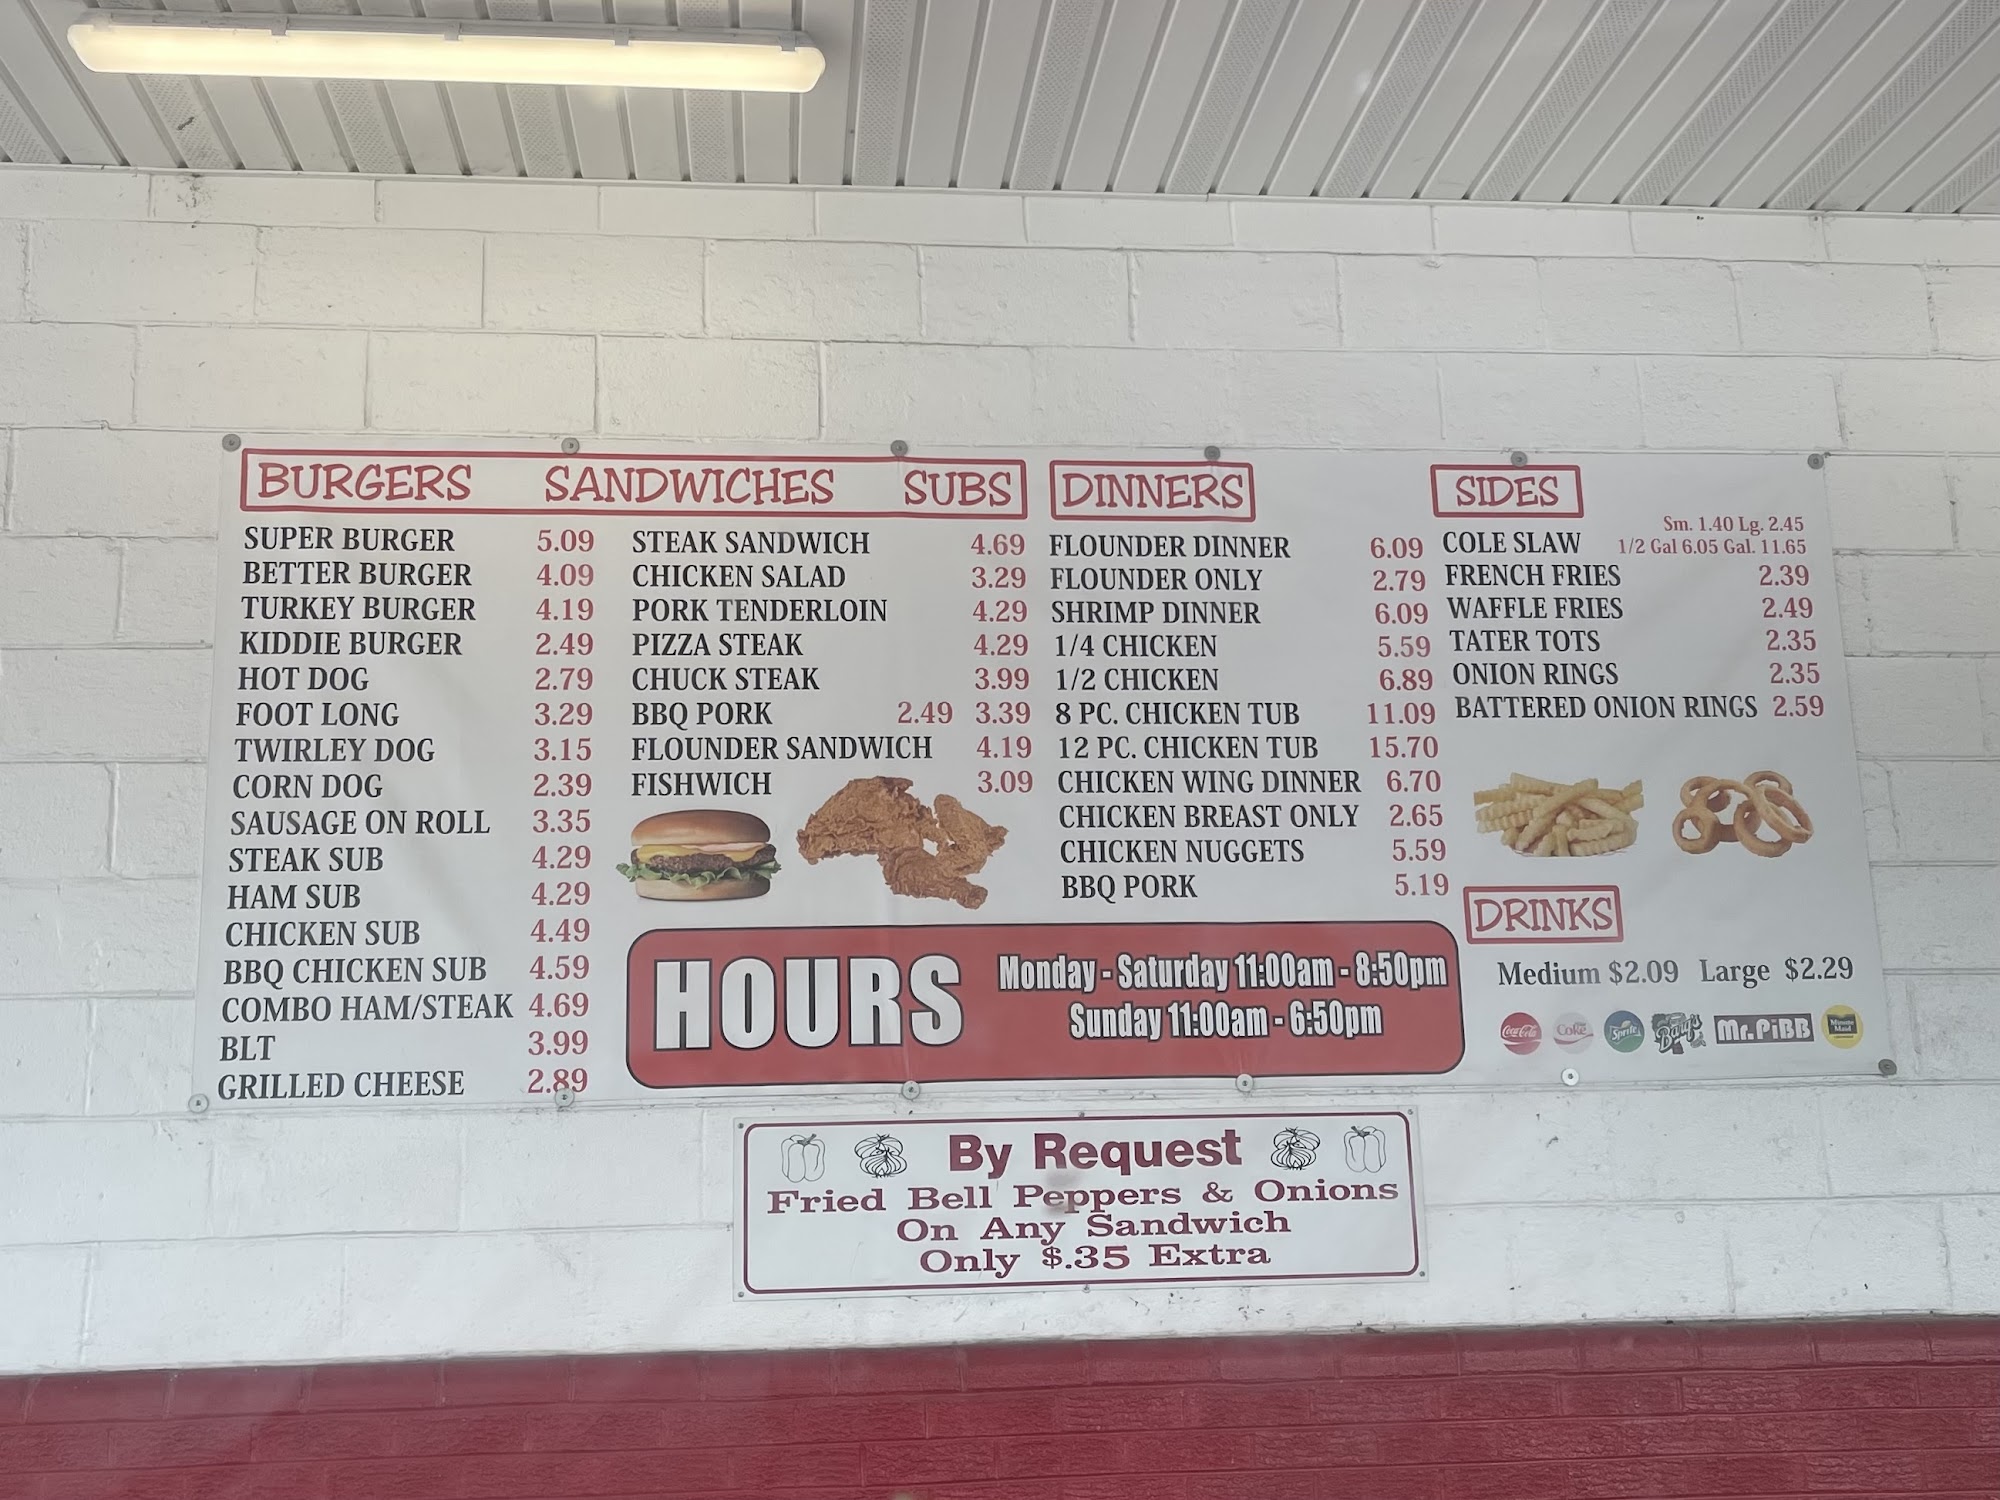 BURGERS SANDWICHES SUBS
SUPER BURGER 5.09
BETTER BURGER 4.09
TURKEY BURGER 4.19
KIDDIE BURGER 2.49
HOT DOG 2.79
FOOT LONG 3.29
TWIRLEY DOG 3.15
CORN DOG 2.39
SAUSAGE ON ROLL 3.35
STEAK SUB 4.29
HAM SUB 4.29
CHICKEN SUB 4.49
BBQ CHICKEN SUB 4.59
COMBO HAM/STEAK 4.69
BLT 3.99
GRILLED CHEESE 2.89
STEAK SANDWICH 4.69
CHICKEN SALAD 3.29
PORK TENDERLOIN 4.29
PIZZA STEAK 4.29
CHUCK STEAK 3.99
BBQ PORK 2.49 3.39
FLOUNDER SANDWICH 4.19
FISHWICH 3.09
DINNERS
FLOUNDER DINNER 6.09
FLOUNDER ONLY 2.79
SHRIMP DINNER 6.09
1/4 CHICKEN 5.59
1/2 CHICKEN 6.89
8 PC. CHICKEN TUB 11.09
12 PC. CHICKEN TUB 15.70
CHICKEN WING DINNER 6.70
CHICKEN BREAST ONLY 2.65
CHICKEN NUGGETS 5.59
BBQ PORK 5.19
SIDES
Sm. 1.40 Lg. 2.45
COLE SLAW 1/2 Gal 6.05 Gal. 11.65
FRENCH FRIES 2.39
WAFFLE FRIES 2.49
TATER TOTS 2.35
ONION RINGS 2.35
BATTERED ONION RINGS 2.59
DRINKS
Medium $2.09 Large $2.29
Coca-Cola Coke Sprite Barq's Mr. PiBB Minute Maid
HOURS
Monday - Saturday 11:00am - 8:50pm
Sunday 11:00am - 6:50pm
By Request
Fried Bell Peppers & Onions
On Any Sandwich
Only $.35 Extra